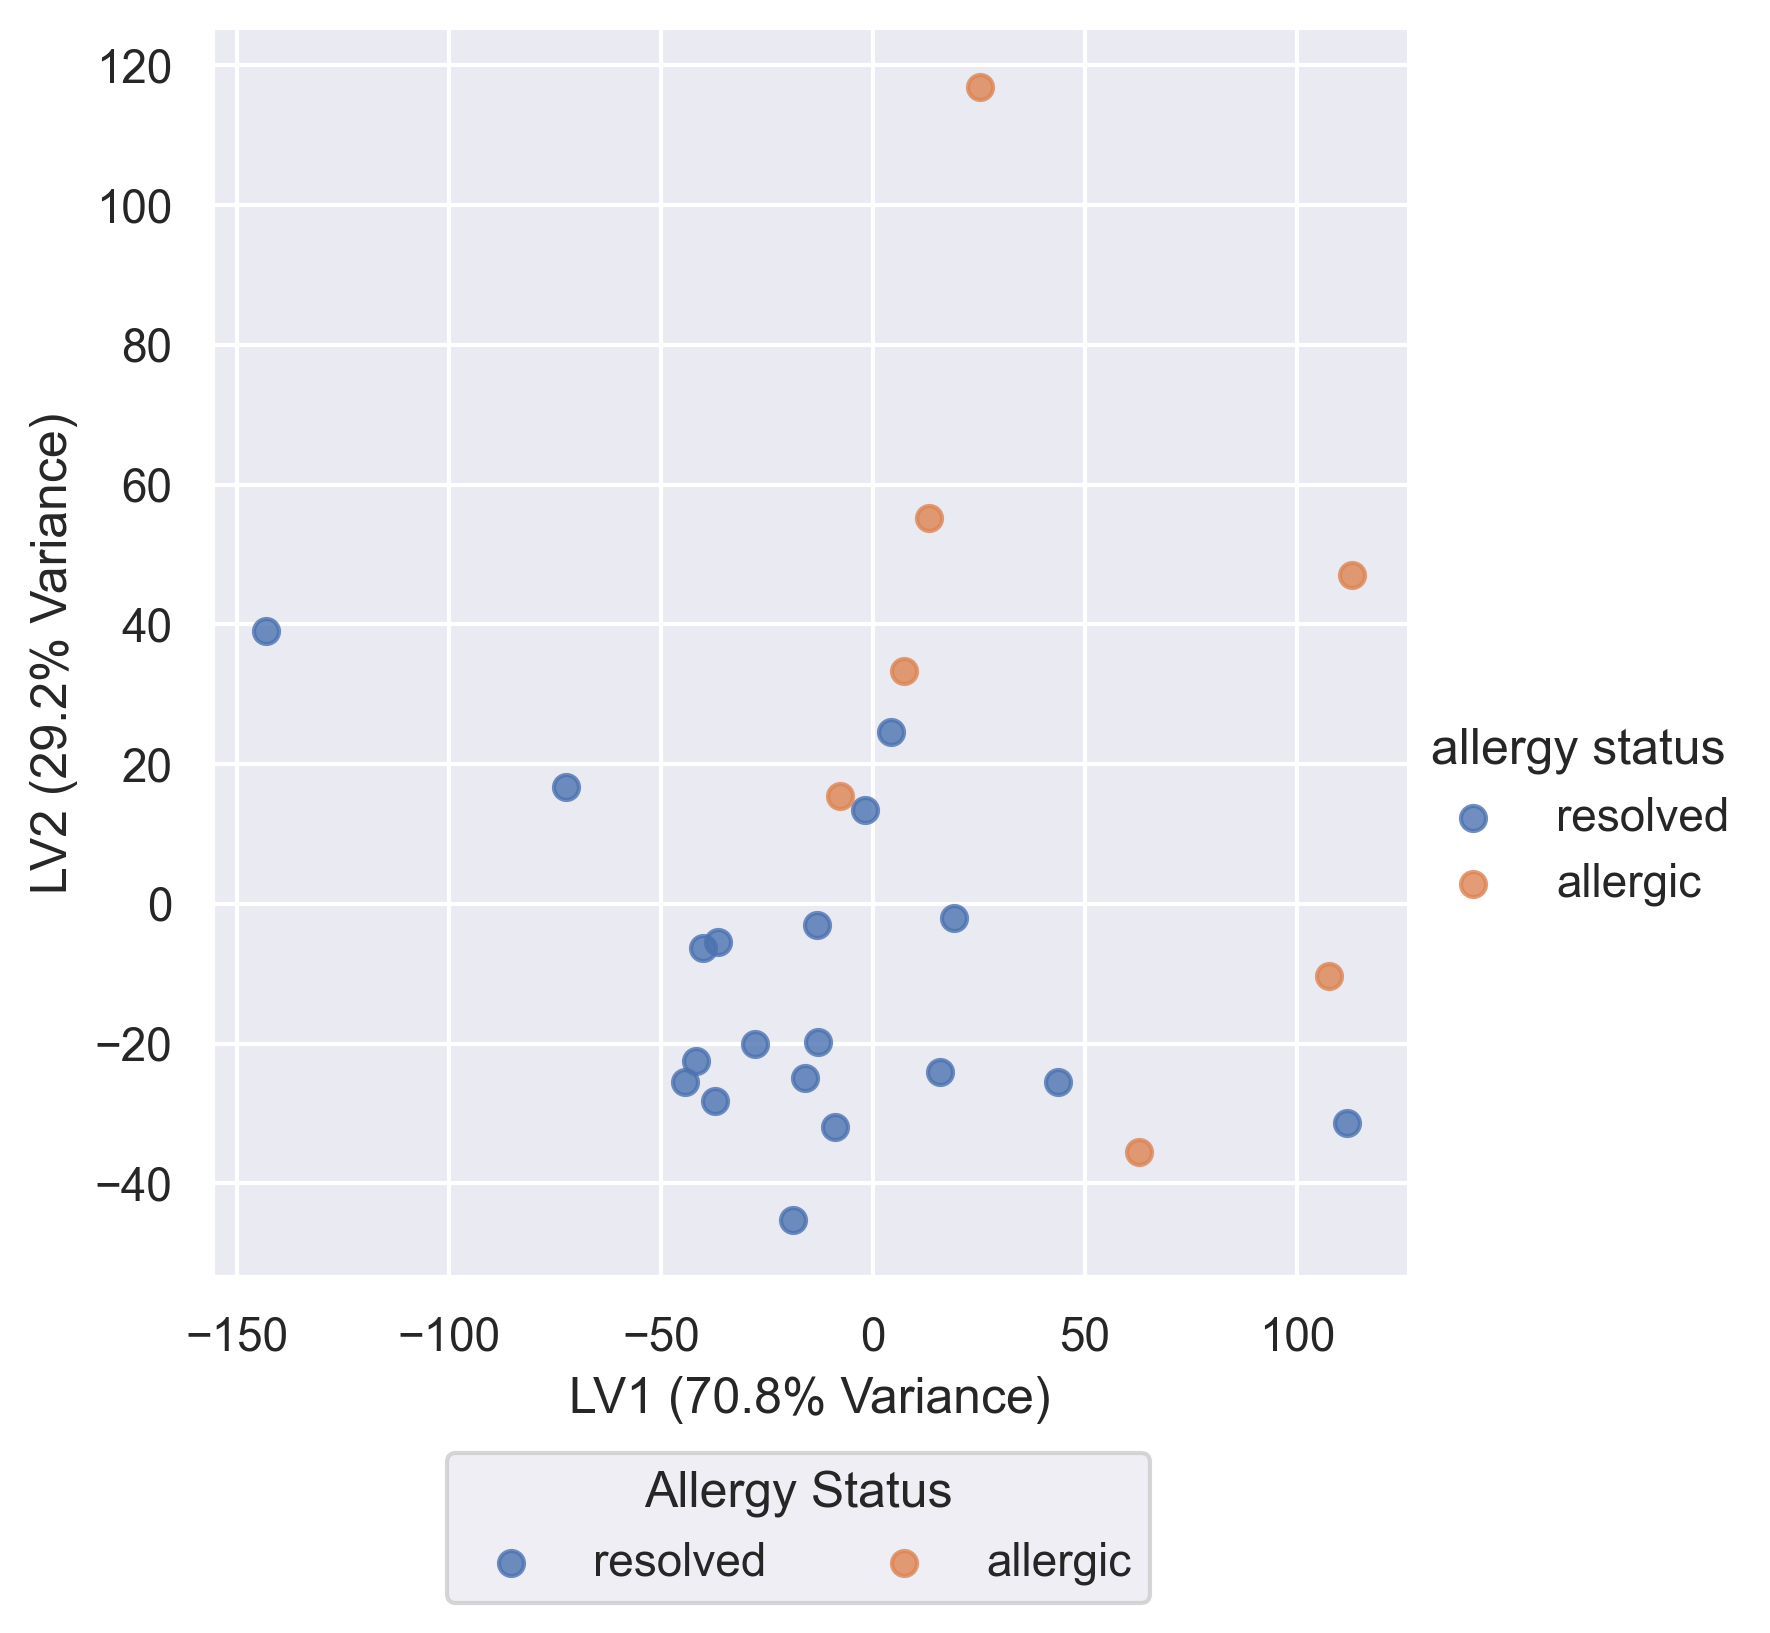 120
100
80
60
40
20
0
−20
−40
LV2 (29.2% Variance)
−150 −100 −50 0 50 100
LV1 (70.8% Variance)
allergy status
resolved
allergic
Allergy Status
resolved allergic